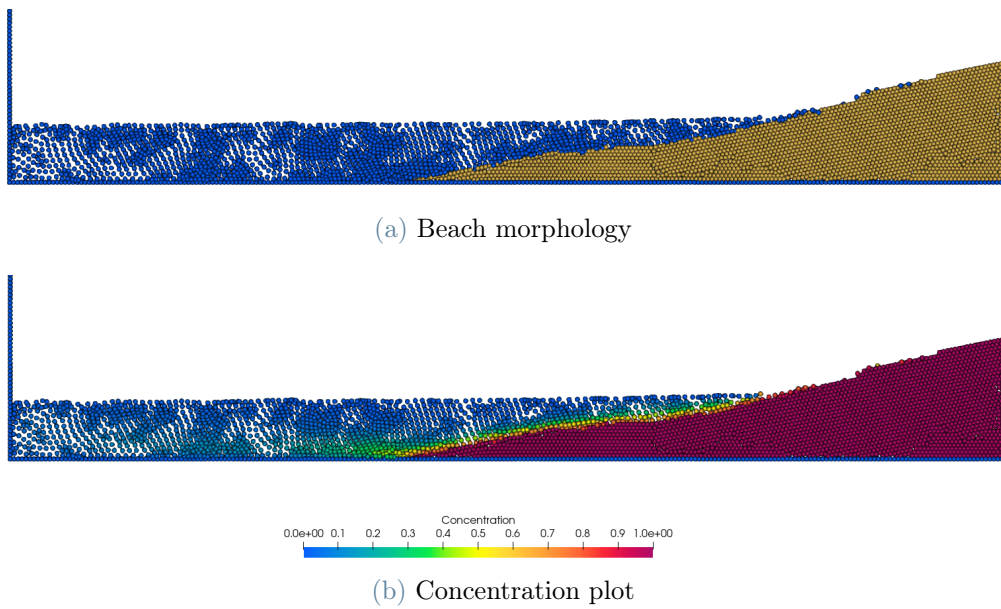 (a) Beach morphology
Concentration
0.0e+00 0.1 0.2 0.3 0.4 0.5 0.6 0.7 0.8 0.9 1.0e+00
(b) Concentration plot